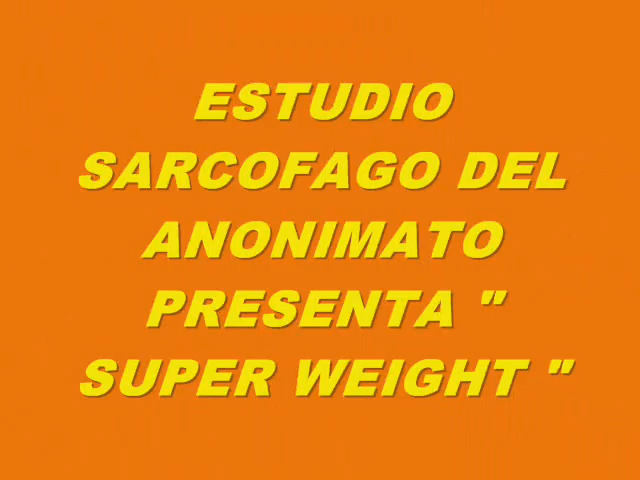 ESTUDIO
SARCOFAGO DEL
ANONIMATO
PRESENTA "
SUPER WEIGHT "